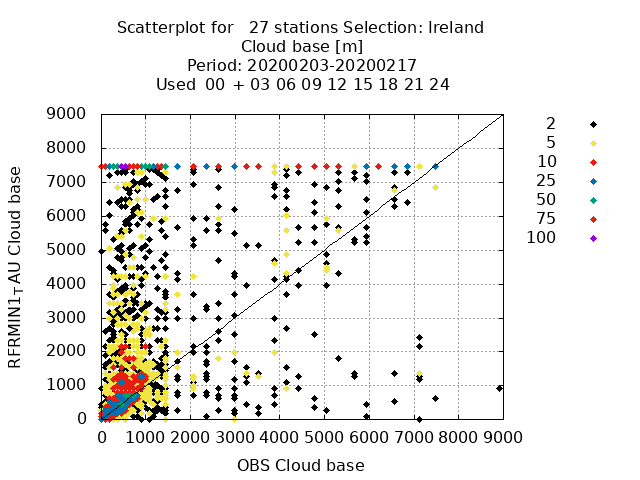 Scatterplot for   27 stations Selection: Ireland
Cloud base [m]
Period: 20200203-20200217
Used  00 + 03 06 09 12 15 18 21 24
RFRMIN1T AU Cloud base
9000
8000
7000
6000
5000
4000
3000
2000
1000
0
0 1000 2000 3000 4000 5000 6000 7000 8000 9000
OBS Cloud base
2
5
10
25
50
75
100